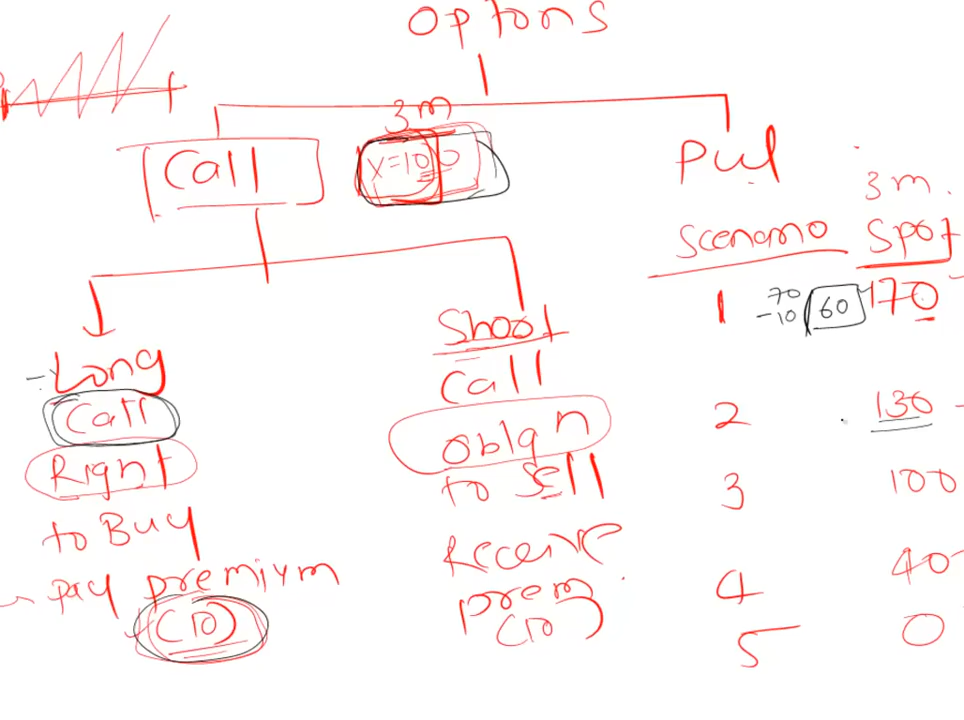 Options
3m
Call
X=100
Put
3m.
Scenario Spot
1 70 -10 60 170
Long
Call
Right
to Buy
pay premium
(10)
Short
Call
Oblgn
to Sell
Receive
prem
(10)
2 130
3 100
4 40
5 0